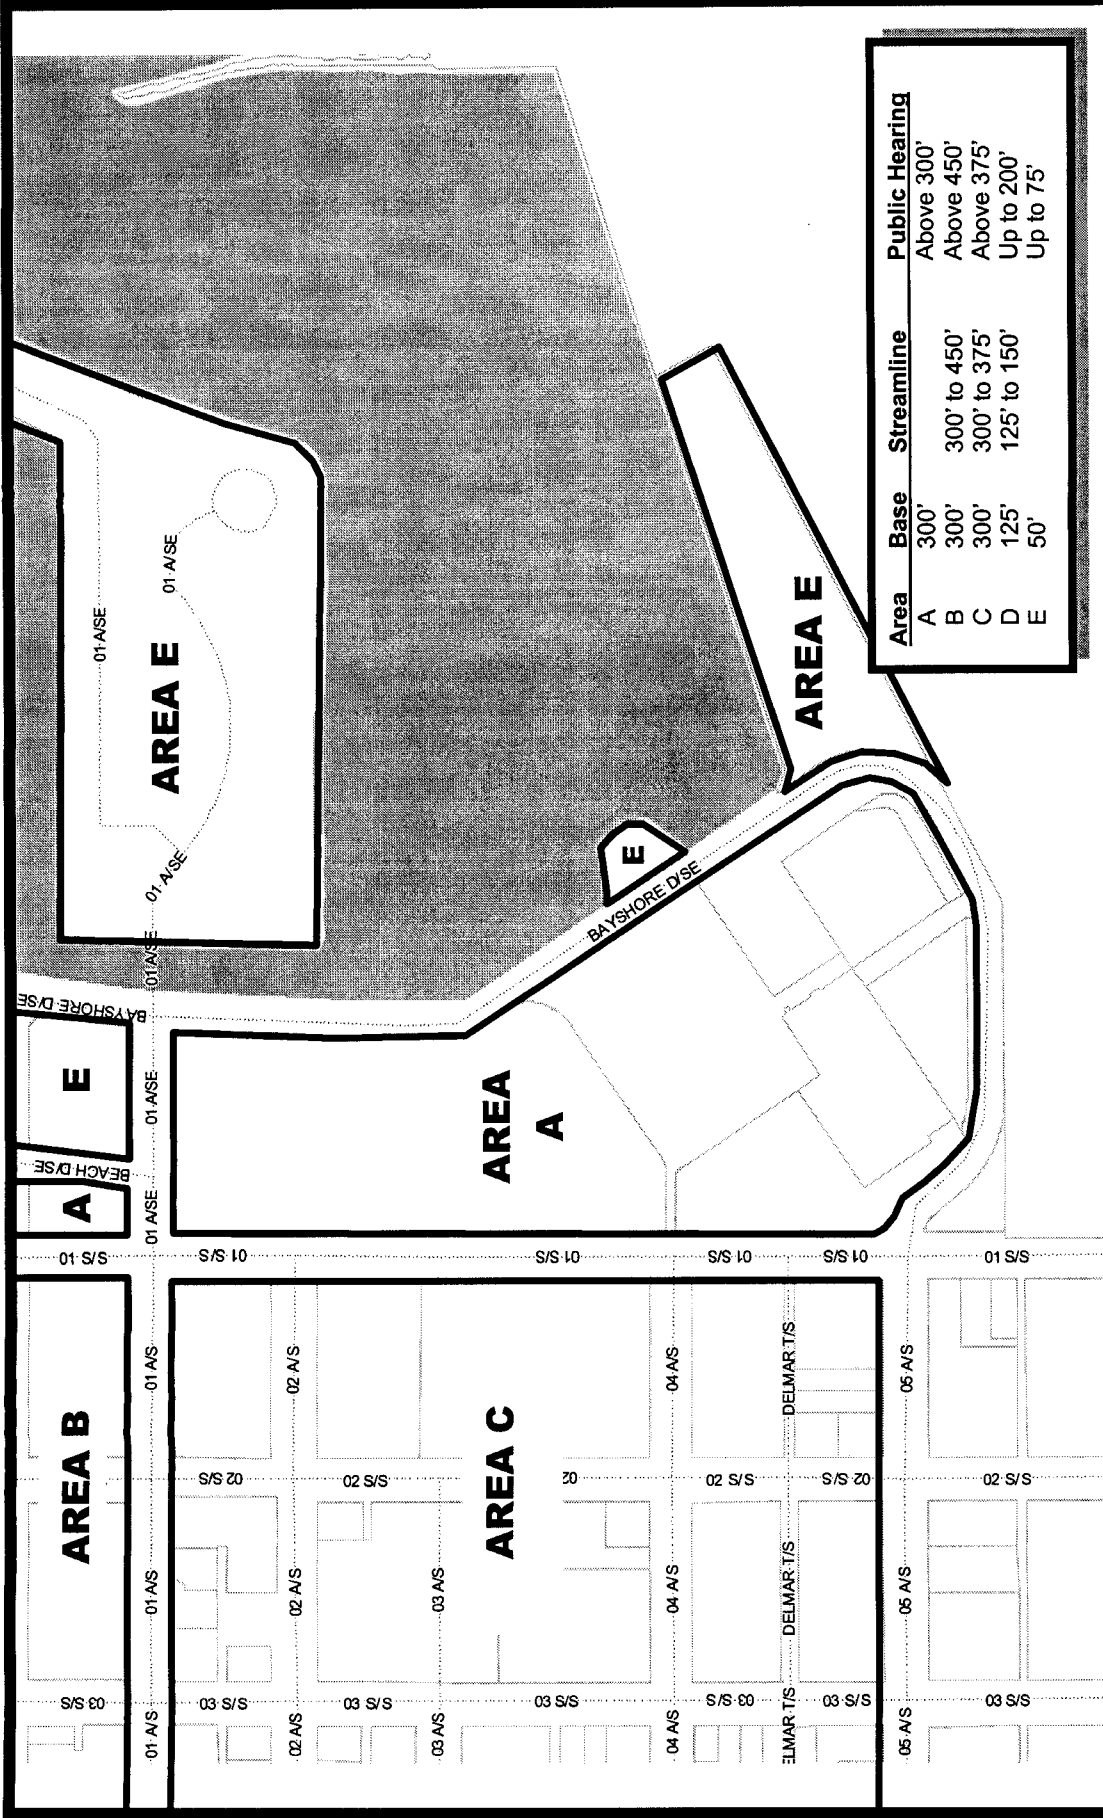 03 S/S
AREA B
01 S/S
A
BEACH D/SE
E
BAYSHORE D/SE
01 A/SE
01 A/S
01 A/S
01 A/S
01 A/SE
01 A/SE
01 A/SE
01 A/SE
AREA E
01 A/SE
03 S/S
02 S/S
01 S/S
02 A/S
02 A/S
02 A/S
03 S/S
02 S/S
03 A/S
03 A/S
AREA C
AREA
A
03 S/S
02
01 S/S
E
BAYSHORE D/SE
04 A/S
04 A/S
04 A/S
03 S/S
02 S/S
01 S/S
ELMAR T/S
DELMAR T/S
DELMAR T/S
AREA E
03 S/S
02 S/S
01 S/S
05 A/S
05 A/S
05 A/S
03 S/S
02 S/S
01 S/S
Area Base Streamline Public Hearing
A 300' Above 300'
B 300' 300' to 450' Above 450'
C 300' 300' to 375' Above 375'
D 125' 125' to 150' Up to 200'
E 50' Up to 75'